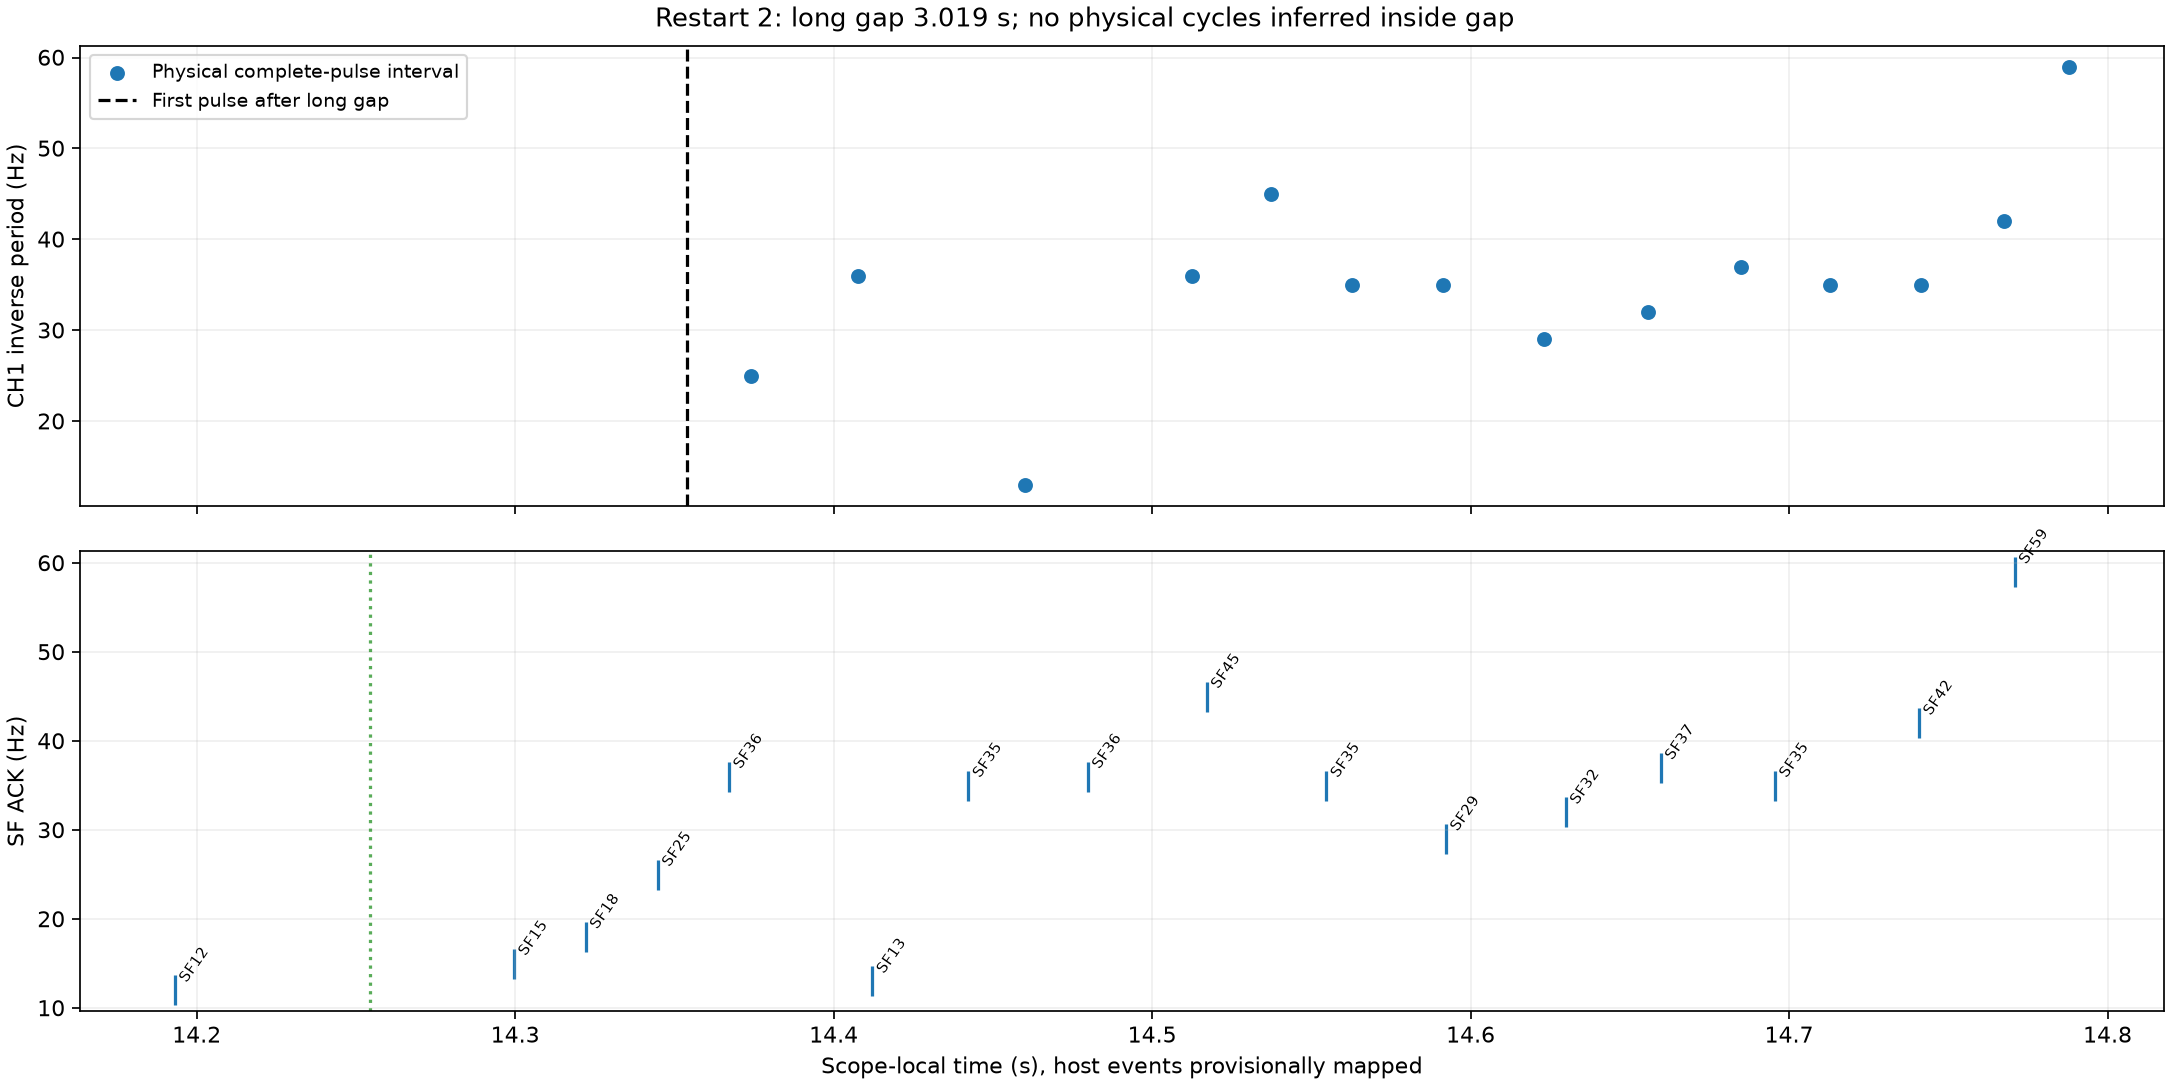 Restart 2: long gap 3.019 s; no physical cycles inferred inside gap
Physical complete-pulse interval
First pulse after long gap
CH1 inverse period (Hz)
60
50
40
30
20
SF ACK (Hz)
60
50
40
30
20
10
SF12
SF15
SF18
SF25
SF36
SF13
SF35
SF36
SF45
SF35
SF29
SF32
SF37
SF35
SF42
SF59
14.2
14.3
14.4
14.5
14.6
14.7
14.8
Scope-local time (s), host events provisionally mapped